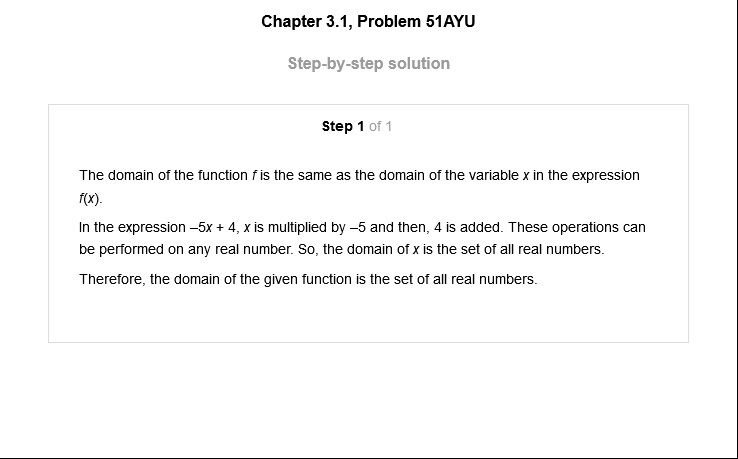 Chapter 3.1, Problem 51AYU
Step-by-step solution
Step 1 of 1
The domain of the function f is the same as the domain of the variable x in the expression
f(x).
In the expression –5x + 4, x is multiplied by –5 and then, 4 is added. These operations can
be performed on any real number. So, the domain of x is the set of all real numbers.
Therefore, the domain of the given function is the set of all real numbers.